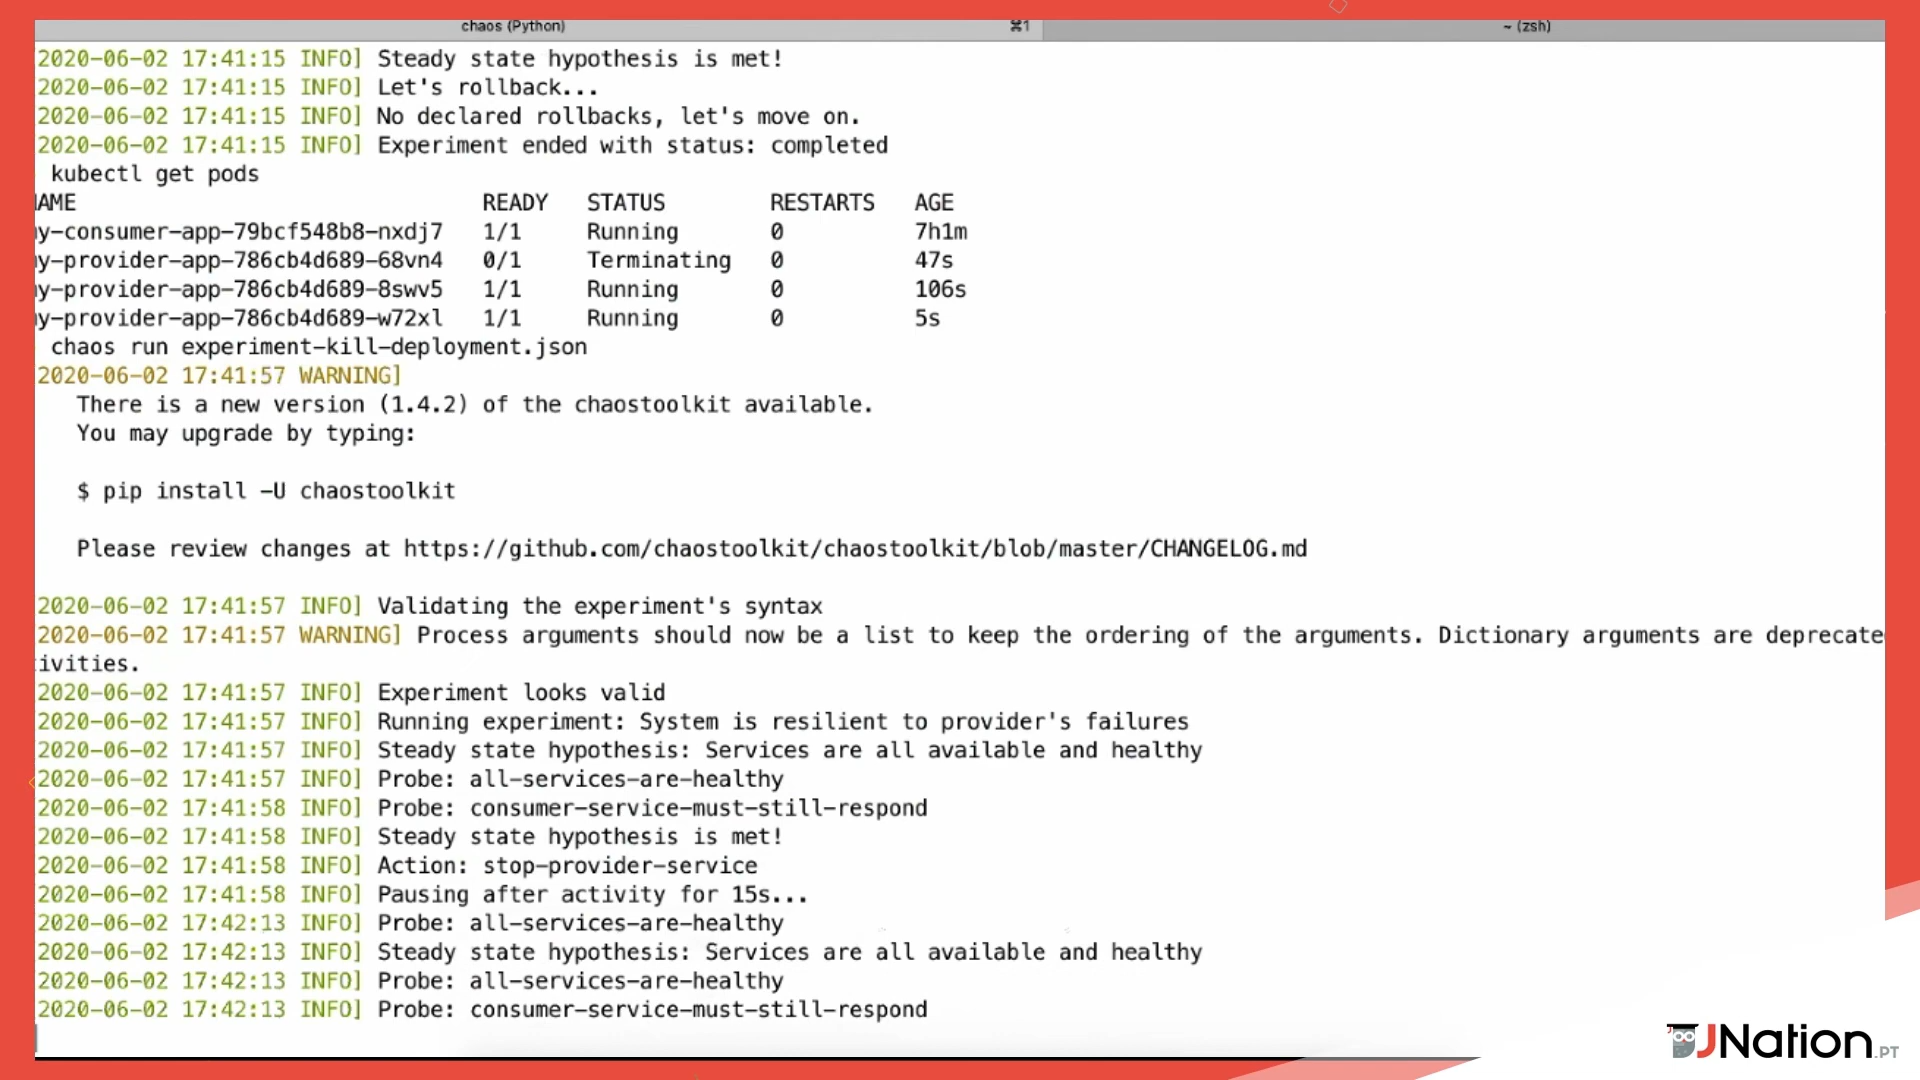 chaos (Python) ⌘1 ~ (zsh)
2020-06-02 17:41:15 INFO] Steady state hypothesis is met!
2020-06-02 17:41:15 INFO] Let's rollback...
2020-06-02 17:41:15 INFO] No declared rollbacks, let's move on.
2020-06-02 17:41:15 INFO] Experiment ended with status: completed
kubectl get pods
AME READY STATUS RESTARTS AGE
y-consumer-app-79bcf548b8-nxdj7 1/1 Running 0 7h1m
y-provider-app-786cb4d689-68vn4 0/1 Terminating 0 47s
y-provider-app-786cb4d689-8swv5 1/1 Running 0 106s
y-provider-app-786cb4d689-w72xl 1/1 Running 0 5s
chaos run experiment-kill-deployment.json
2020-06-02 17:41:57 WARNING]
There is a new version (1.4.2) of the chaostoolkit available.
You may upgrade by typing:
$ pip install -U chaostoolkit
Please review changes at https://github.com/chaostoolkit/chaostoolkit/blob/master/CHANGELOG.md
2020-06-02 17:41:57 INFO] Validating the experiment's syntax
2020-06-02 17:41:57 WARNING] Process arguments should now be a list to keep the ordering of the arguments. Dictionary arguments are deprecate
ivities.
2020-06-02 17:41:57 INFO] Experiment looks valid
2020-06-02 17:41:57 INFO] Running experiment: System is resilient to provider's failures
2020-06-02 17:41:57 INFO] Steady state hypothesis: Services are all available and healthy
2020-06-02 17:41:57 INFO] Probe: all-services-are-healthy
2020-06-02 17:41:58 INFO] Probe: consumer-service-must-still-respond
2020-06-02 17:41:58 INFO] Steady state hypothesis is met!
2020-06-02 17:41:58 INFO] Action: stop-provider-service
2020-06-02 17:41:58 INFO] Pausing after activity for 15s...
2020-06-02 17:42:13 INFO] Probe: all-services-are-healthy
2020-06-02 17:42:13 INFO] Steady state hypothesis: Services are all available and healthy
2020-06-02 17:42:13 INFO] Probe: all-services-are-healthy
2020-06-02 17:42:13 INFO] Probe: consumer-service-must-still-respond
JNation.PT